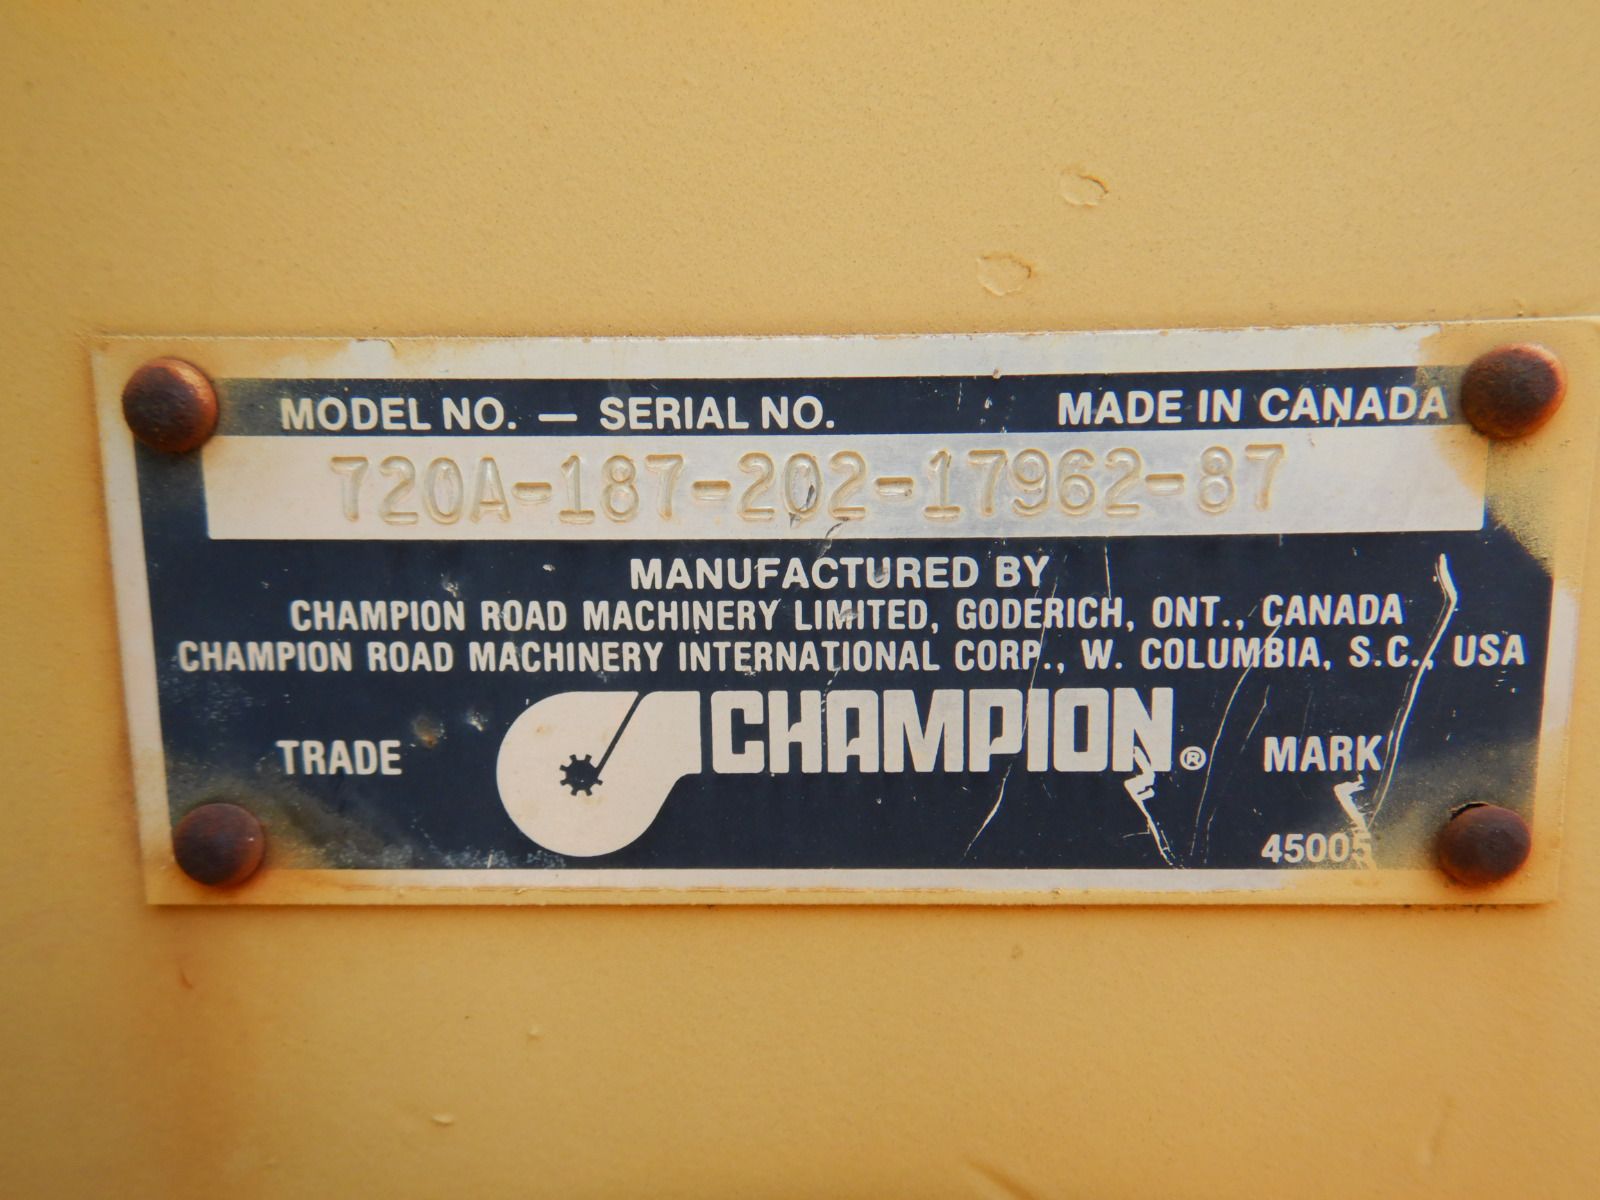 MODEL NO. — SERIAL NO. MADE IN CANADA
720A-187-202-17962-87
MANUFACTURED BY
CHAMPION ROAD MACHINERY LIMITED, GODERICH, ONT., CANADA
CHAMPION ROAD MACHINERY INTERNATIONAL CORP., W. COLUMBIA, S.C., USA
TRADE CHAMPION® MARK
45005